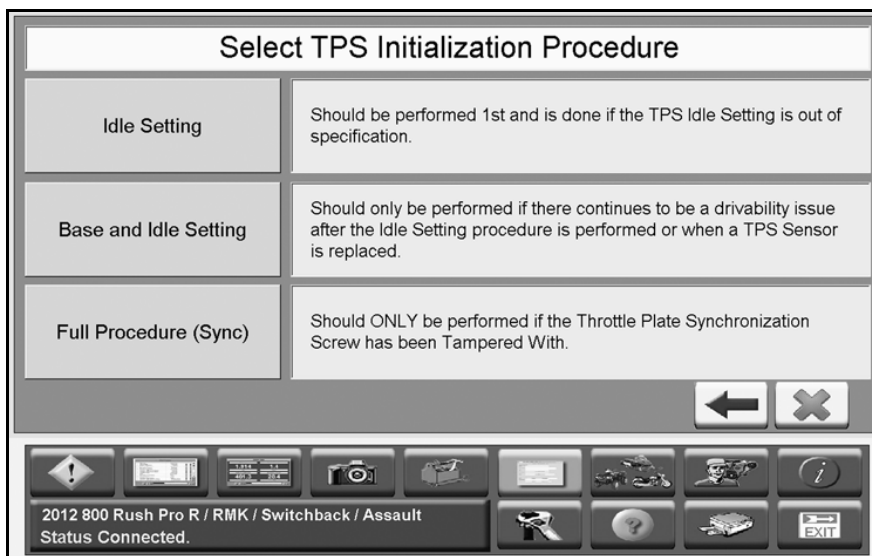 Select TPS Initialization Procedure
Idle Setting
Should be performed 1st and is done if the TPS Idle Setting is out of
specification.
Base and Idle Setting
Should only be performed if there continues to be a drivability issue
after the Idle Setting procedure is performed or when a TPS Sensor
is replaced.
Full Procedure (Sync)
Should ONLY be performed if the Throttle Plate Synchronization
Screw has been Tampered With.
2012 800 Rush Pro R / RMK / Switchback / Assault
Status Connected.
EXIT